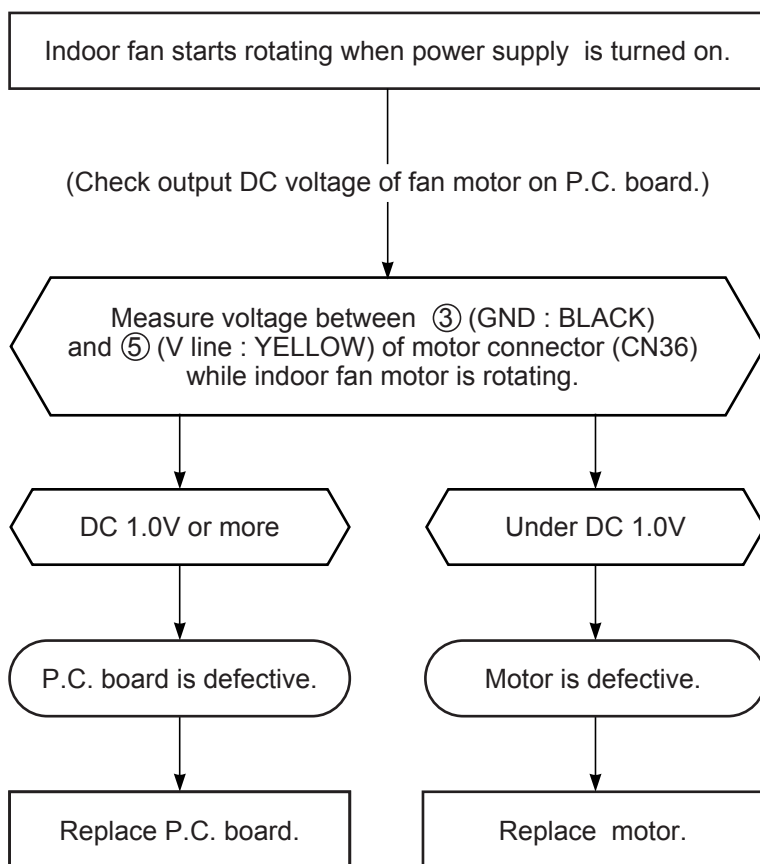 Indoor fan starts rotating when power supply is turned on.
(Check output DC voltage of fan motor on P.C. board.)
Measure voltage between ③ (GND : BLACK)
and ⑤ (V line : YELLOW) of motor connector (CN36)
while indoor fan motor is rotating.
DC 1.0V or more
Under DC 1.0V
P.C. board is defective.
Motor is defective.
Replace P.C. board.
Replace motor.